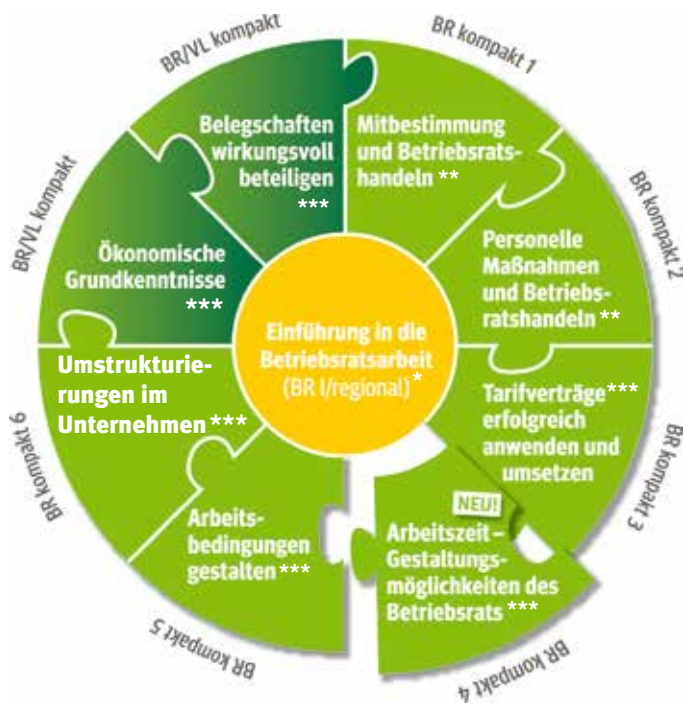 BR/VL kompakt
BR kompakt 1
Belegschaften
wirkungsvoll
beteiligen
***
Mitbestimmung
und Betriebsrats-
handeln **
BR/VL kompakt
BR kompakt 2
Ökonomische
Grundkenntnisse
***
Personelle
Maßnahmen
und Betriebs-
ratshandeln **
Einführung in die
Betriebsratsarbeit
(BR I/regional) *
Umstrukturie-
rungen im
Unternehmen ***
Tarifverträge ***
erfolgreich
anwenden und
umsetzen
BR kompakt 6
BR kompakt 3
Arbeits-
bedingungen
gestalten ***
NEU!
Arbeitszeit –
Gestaltungs-
möglichkeiten des
Betriebsrats ***
BR kompakt 5
BR kompakt 4